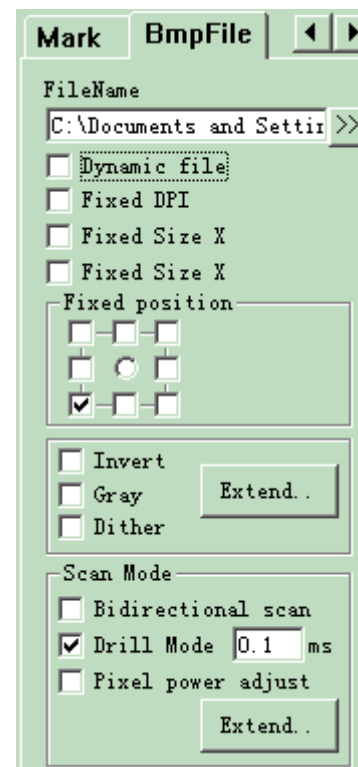 Mark BmpFile
FileName
C:\Documents and Settin >>
Dynamic file
Fixed DPI
Fixed Size X
Fixed Size X
Fixed position
Invert
Gray
Extend..
Dither
Scan Mode
Bidirectional scan
Drill Mode 0.1 ms
Pixel power adjust
Extend..